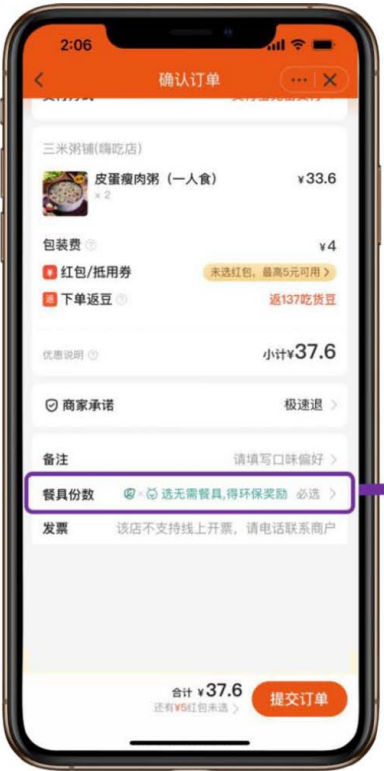 2:06
确认订单
三米粥铺(嗨吃店)
皮蛋瘦肉粥（一人食）
¥33.6
× 2
包装费
¥4
红包/抵用券
未选红包，最高5元可用 >
下单返豆
返137吃货豆
优惠说明
小计¥37.6
商家承诺
极速退 >
备注
请填写口味偏好 >
餐具份数
选无需餐具,得环保奖励 必选 >
发票
该店不支持线上开票，请电话联系商户
合计 ¥37.6
还有¥5红包未选 >
提交订单